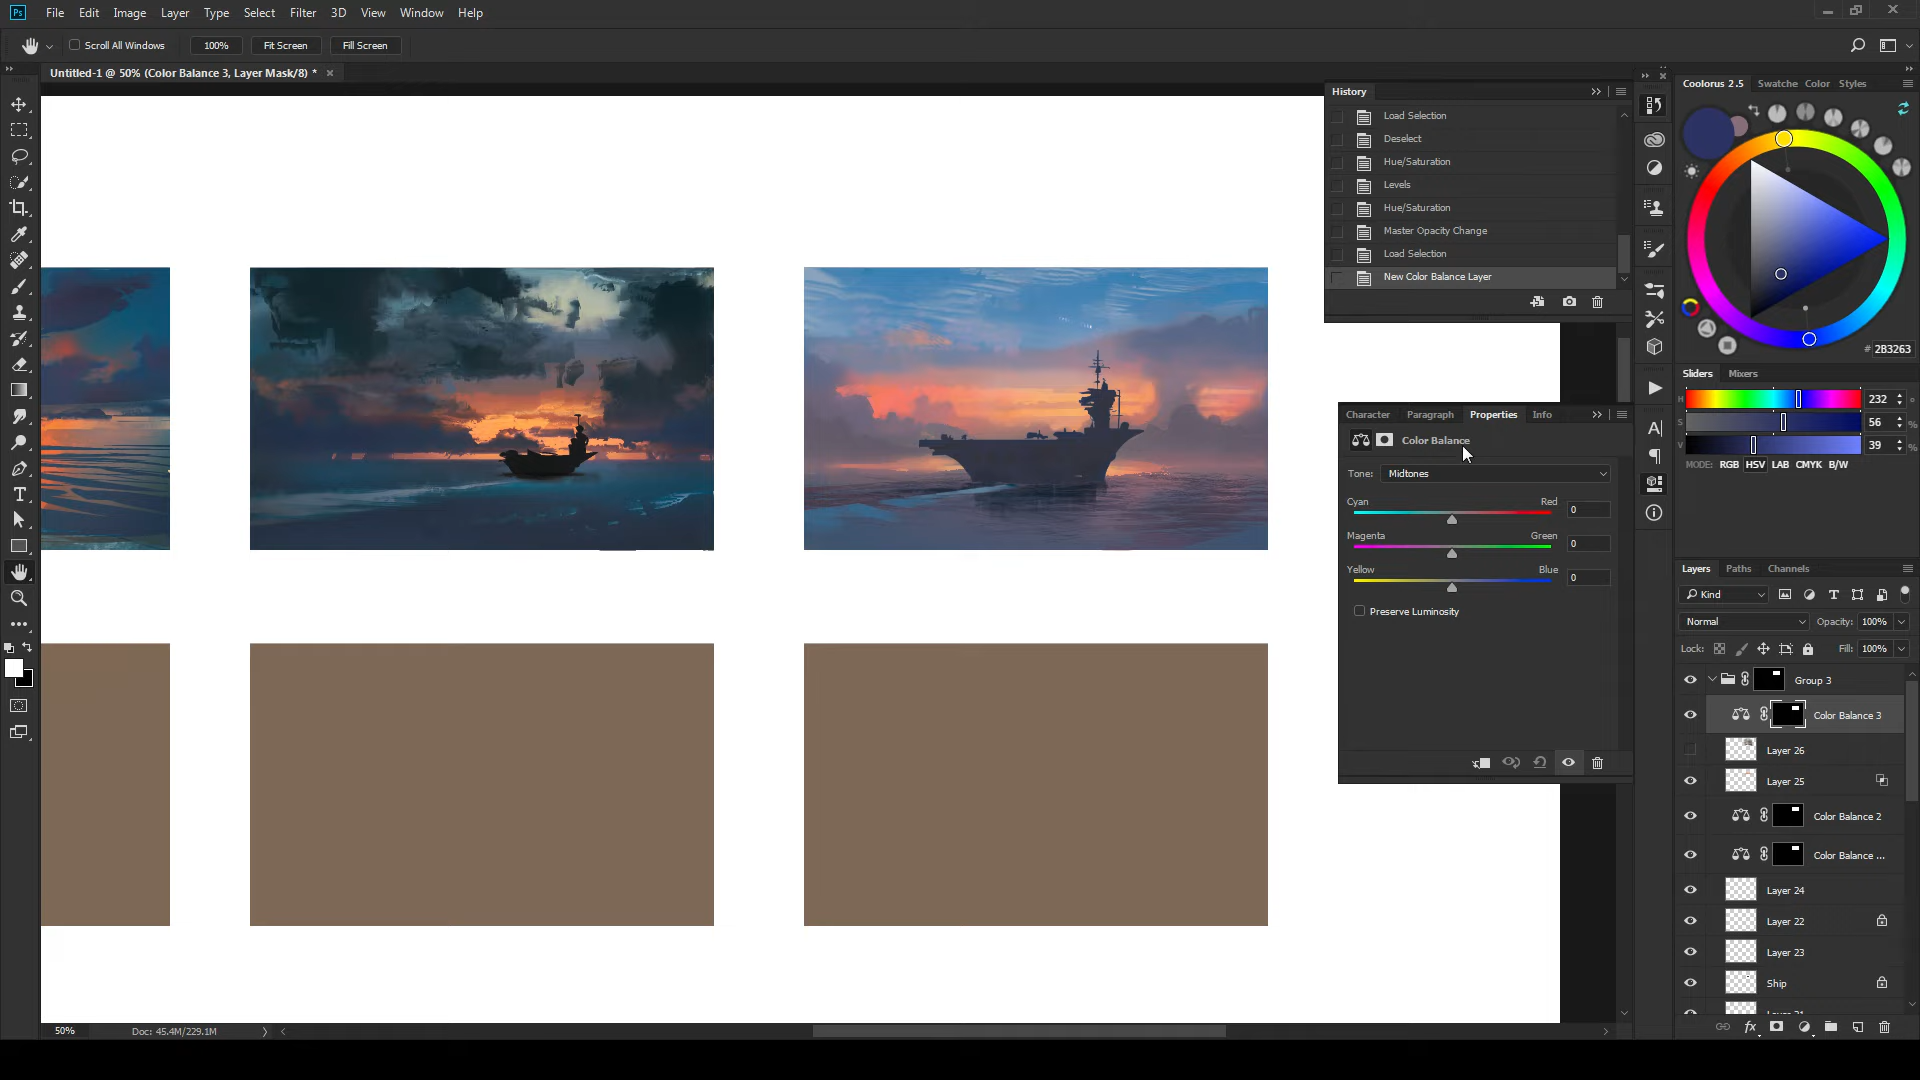 Ps File Edit Image Layer Type Select Filter 3D View Window Help
Scroll All Windows 100% Fit Screen Fill Screen
Untitled-1 @ 50% (Color Balance 3, Layer Mask/8) *
History
Load Selection
Deselect
Hue/Saturation
Levels
Hue/Saturation
Master Opacity Change
Load Selection
New Color Balance Layer
Character Paragraph Properties Info
Color Balance
Tone: Midtones
Cyan Red 0
Magenta Green 0
Yellow Blue 0
Preserve Luminosity
Coolorus 2.5 Swatche Color Styles
# 2B3263
Sliders Mixers
H 232 °
S 56 %
V 39 %
MODE: RGB HSV LAB CMYK B/W
Layers Paths Channels
Kind
Normal Opacity: 100%
Lock: Fill: 100%
Group 3
Color Balance 3
Layer 26
Layer 25
Color Balance 2
Color Balance ...
Layer 24
Layer 22
Layer 23
Ship
50% Doc: 45.4M/229.1M